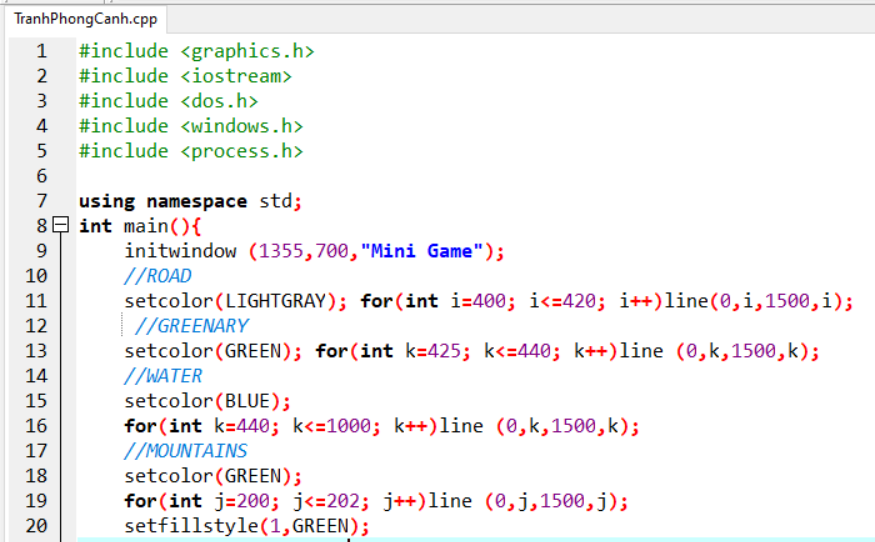 TranhPhongCanh.cpp
1 #include <graphics.h>
2 #include <iostream>
3 #include <dos.h>
4 #include <windows.h>
5 #include <process.h>
6
7 using namespace std;
8 int main(){
9 initwindow (1355,700,"Mini Game");
10 //ROAD
11 setcolor(LIGHTGRAY); for(int i=400; i<=420; i++)line(0,i,1500,i);
12 //GREENARY
13 setcolor(GREEN); for(int k=425; k<=440; k++)line (0,k,1500,k);
14 //WATER
15 setcolor(BLUE);
16 for(int k=440; k<=1000; k++)line (0,k,1500,k);
17 //MOUNTAINS
18 setcolor(GREEN);
19 for(int j=200; j<=202; j++)line (0,j,1500,j);
20 setfillstyle(1,GREEN);